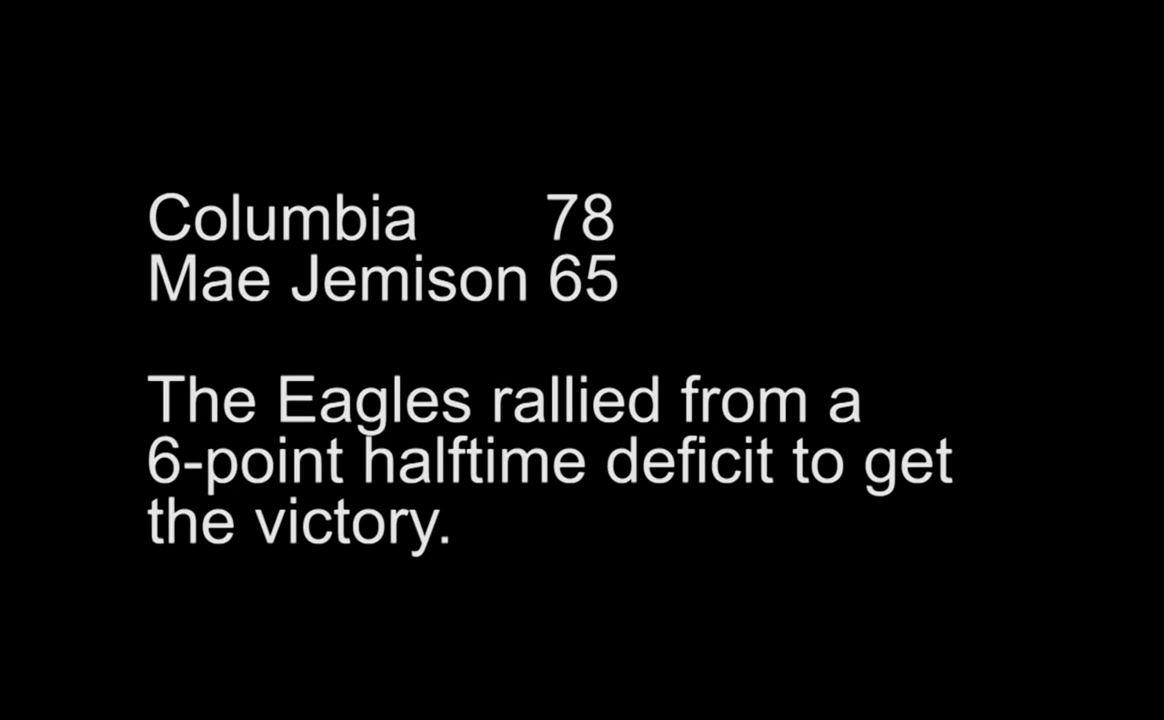 Columbia 78
Mae Jemison 65
The Eagles rallied from a
6-point halftime deficit to get
the victory.